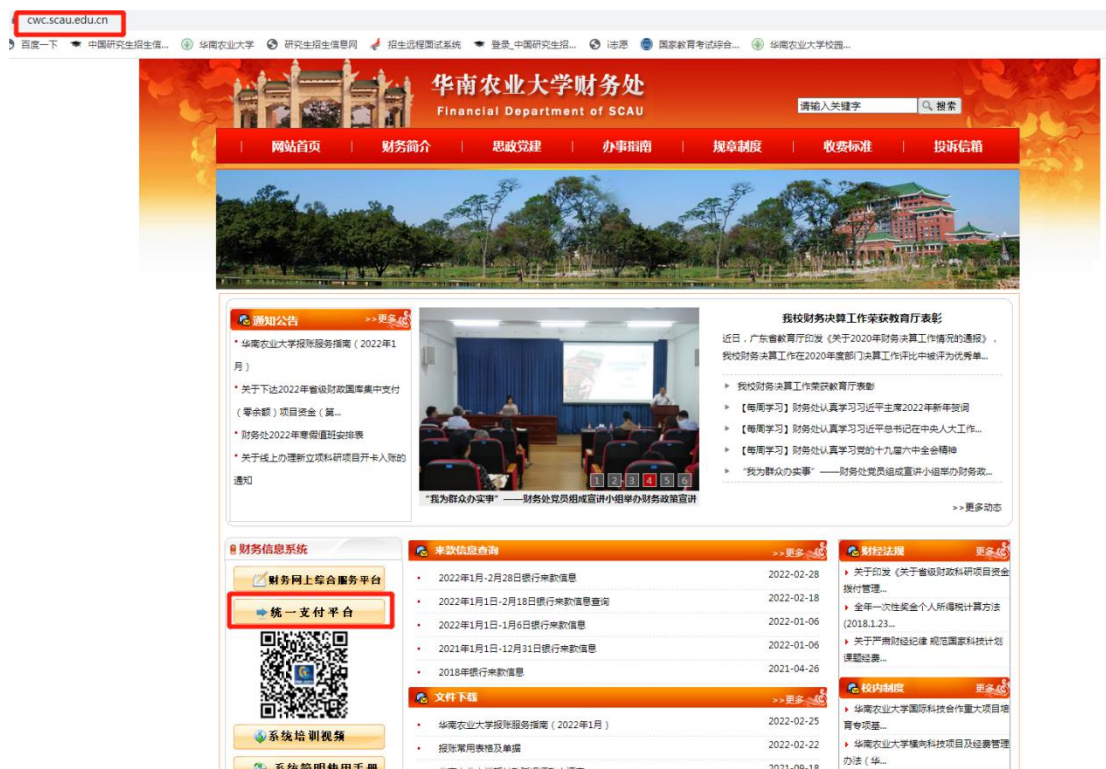 cwc.scau.edu.cn
百度一下 中国研究生招生信... 华南农业大学 研究生招生信息网 招生远程面试系统 登录_中国研究生招... i志愿 国家教育考试综合... 华南农业大学校园...
华南农业大学财务处
Financial Department of SCAU
请输入关键字 搜索
网站首页 | 财务简介 | 思政党建 | 办事指南 | 规章制度 | 收费标准 | 投诉信箱
通知公告 >>更多
华南农业大学报账服务指南（2022年1
月）
关于下达2022年省级财政国库集中支付
（零余额）项目资金（第...
财务处2022年寒假值班安排表
关于线上办理新立项科研项目开卡入账的
通知
1 2 3 4 5 6
“我为群众办实事”——财务处党员组成宣讲小组举办财务政策宣讲
我校财务决算工作荣获教育厅表彰
近日，广东省教育厅印发《关于2020年财务决算工作情况的通报》，
我校财务决算工作在2020年度部门决算工作评比中被评为优秀单...
我校财务决算工作荣获教育厅表彰
【每周学习】财务处认真学习习近平主席2022年新年贺词
【每周学习】财务处认真学习习近平总书记在中央人大工作...
【每周学习】财务处认真学习党的十九届六中全会精神
“我为群众办实事”——财务处党员组成宣讲小组举办财务政...
>>更多动态
财务信息系统
财务网上综合服务平台
统一支付平台
系统培训视频
系统简明使用手册
来款信息查询 >>更多
2022年1月-2月28日银行来款信息 2022-02-28
2022年1月1日-2月18日银行来款信息查询 2022-02-18
2022年1月1日-1月6日银行来款信息 2022-01-06
2021年1月1日-12月31日银行来款信息 2022-01-06
2018年银行来款信息 2021-04-26
文件下载 >>更多
华南农业大学报账服务指南（2022年1月） 2022-02-25
报账常用表格及单据 2022-02-22
2021-09-18
财经法规 更多
关于印发《关于省级财政科研项目资金
拨付管理...
全年一次性奖金个人所得税计算方法
(2018.1.23...
关于严肃财经纪律 规范国家科技计划
课题经费...
校内制度 更多
华南农业大学国际科技合作重大项目培
育专项基...
华南农业大学横向科技项目及经费管理
办法（华...